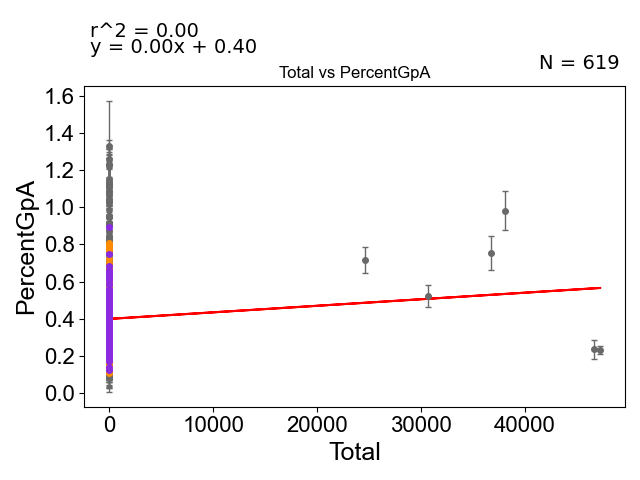 r^2 = 0.00
y = 0.00x + 0.40
N = 619
Total vs PercentGpA
1.6
1.4
1.2
1.0
0.8
0.6
0.4
0.2
0.0
PercentGpA
0
10000
20000
30000
40000
Total